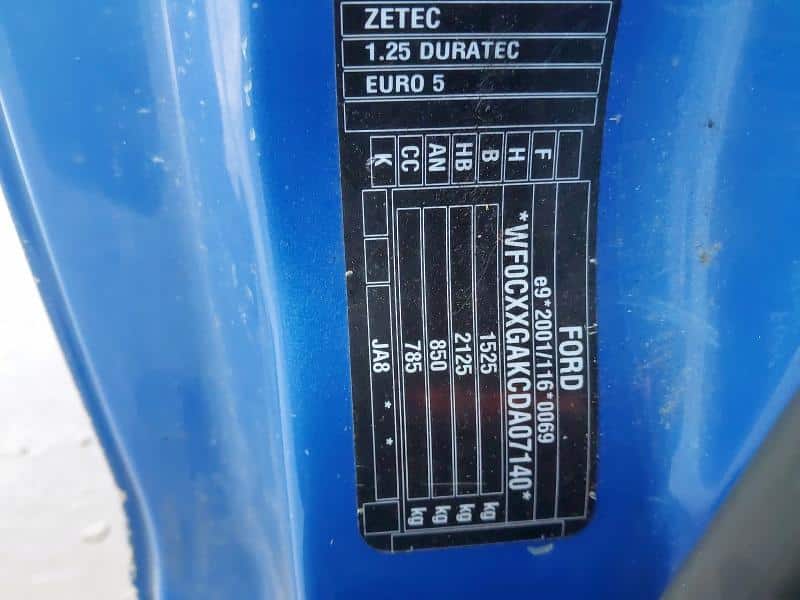 ZETEC
1.25 DURATEC
EURO 5
FORD
F e9*2001/116*0069
H *WF0CXXGAKCDA07140*
B 1525 kg
HB 2125 kg
AN 850 kg
CC 785 kg
K JA8 * *